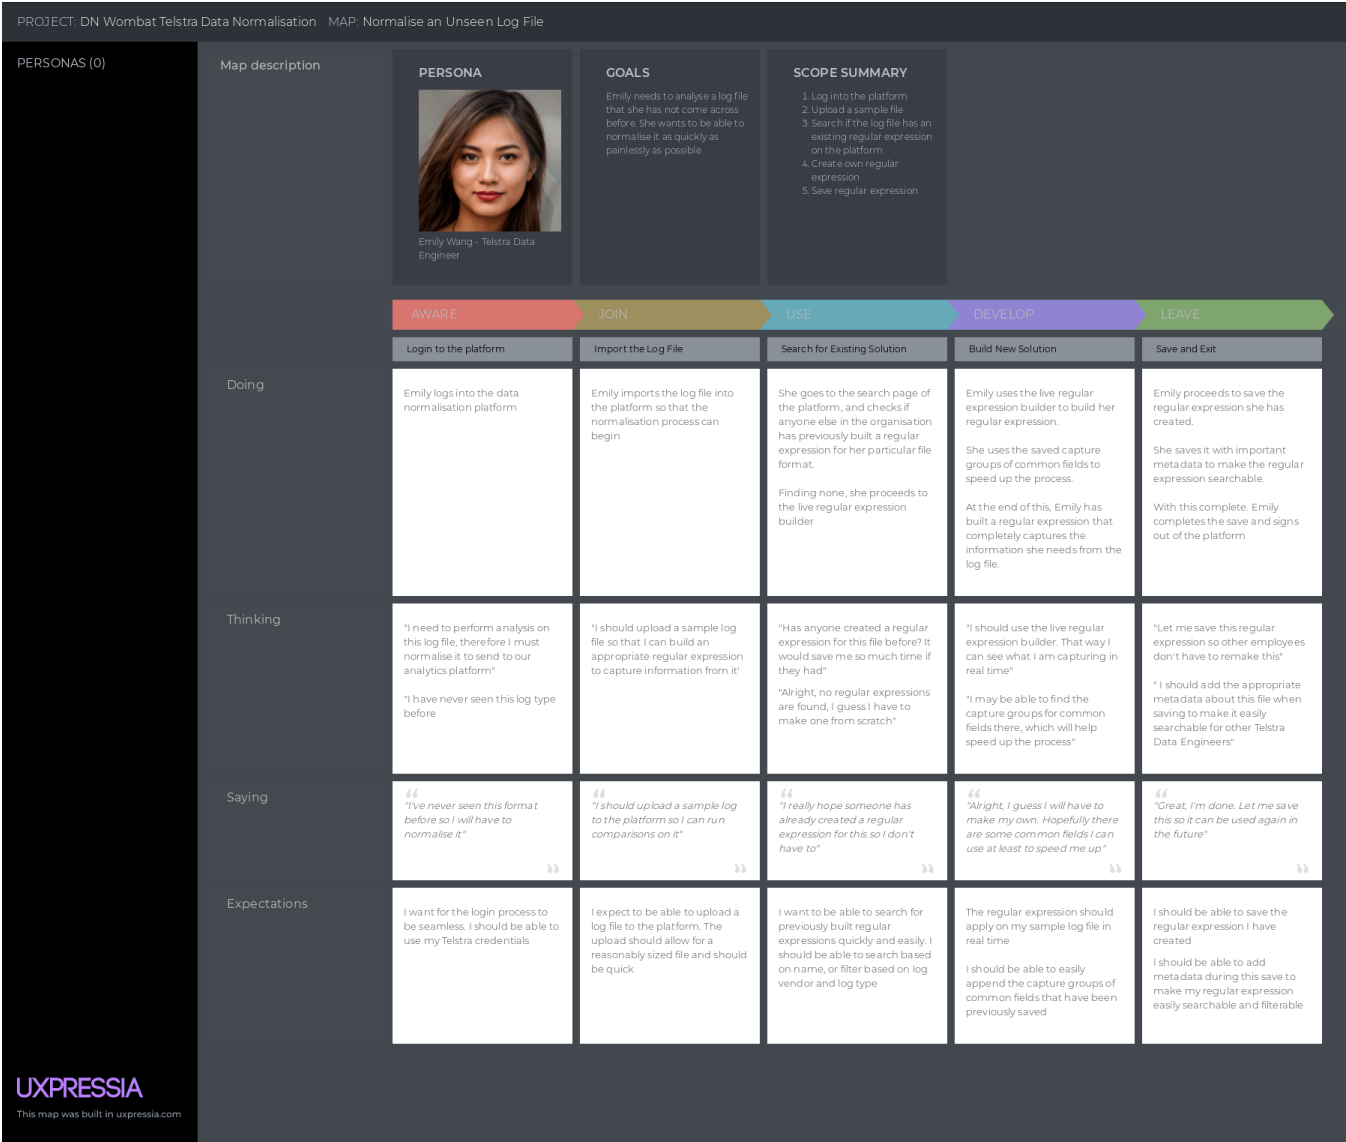 PROJECT: DN Wombat Telstra Data Normalisation MAP: Normalise an Unseen Log File
PERSONAS (0)
Map description
PERSONA
Emily Wang - Telstra Data
Engineer
GOALS
Emily needs to analyse a log file
that she has not come across
before. She wants to be able to
normalise it as quickly as
painlessly as possible
SCOPE SUMMARY
1. Log into the platform
2. Upload a sample file
3. Search if the log file has an
existing regular expression
on the platform
4. Create own regular
expression
5. Save regular expression
AWARE
JOIN
USE
DEVELOP
LEAVE
Login to the platform
Import the Log File
Search for Existing Solution
Build New Solution
Save and Exit
Doing
Emily logs into the data
normalisation platform
Emily imports the log file into
the platform so that the
normalisation process can
begin
She goes to the search page of
the platform, and checks if
anyone else in the organisation
has previously built a regular
expression for her particular file
format.
Finding none, she proceeds to
the live regular expression
builder
Emily uses the live regular
expression builder to build her
regular expression.
She uses the saved capture
groups of common fields to
speed up the process.
At the end of this, Emily has
built a regular expression that
completely captures the
information she needs from the
log file.
Emily proceeds to save the
regular expression she has
created.
She saves it with important
metadata to make the regular
expression searchable.
With this complete. Emily
completes the save and signs
out of the platform
Thinking
"I need to perform analysis on
this log file, therefore I must
normalise it to send to our
analytics platform"
"I have never seen this log type
before
"I should upload a sample log
file so that I can build an
appropriate regular expression
to capture information from it'
"Has anyone created a regular
expression for this file before? It
would save me so much time if
they had"
"Alright, no regular expressions
are found, I guess I have to
make one from scratch"
"I should use the live regular
expression builder. That way I
can see what I am capturing in
real time"
"I may be able to find the
capture groups for common
fields there, which will help
speed up the process"
"Let me save this regular
expression so other employees
don't have to remake this"
" I should add the appropriate
metadata about this file when
saving to make it easily
searchable for other Telstra
Data Engineers"
Saying
"I've never seen this format
before so I will have to
normalise it"
"I should upload a sample log
to the platform so I can run
comparisons on it"
"I really hope someone has
already created a regular
expression for this so I don't
have to"
"Alright, I guess I will have to
make my own. Hopefully there
are some common fields I can
use at least to speed me up"
"Great, I'm done. Let me save
this so it can be used again in
the future"
Expectations
I want for the login process to
be seamless. I should be able to
use my Telstra credentials
I expect to be able to upload a
log file to the platform. The
upload should allow for a
reasonably sized file and should
be quick
I want to be able to search for
previously built regular
expressions quickly and easily. I
should be able to search based
on name, or filter based on log
vendor and log type
The regular expression should
apply on my sample log file in
real time
I should be able to easily
append the capture groups of
common fields that have been
previously saved
I should be able to save the
regular expression I have
created
I should be able to add
metadata during this save to
make my regular expression
easily searchable and filterable
UXPRESSIA
This map was built in uxpressia.com